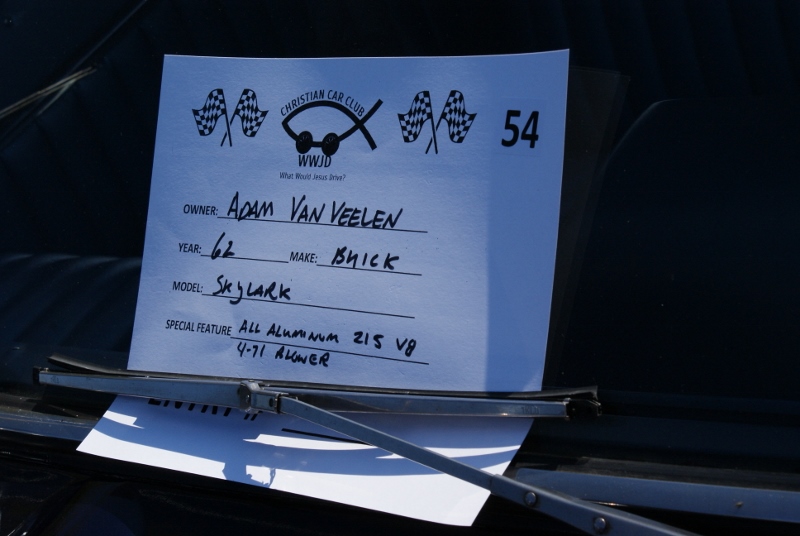 CHRISTIAN CAR CLUB
54
WWJD
What Would Jesus Drive?
OWNER: ADAM VAN VEELEN
YEAR: 62 MAKE: BUICK
MODEL: SKYLARK
SPECIAL FEATURE ALL ALUMINUM 215 V8
4-71 BLOWER
ENTRY #